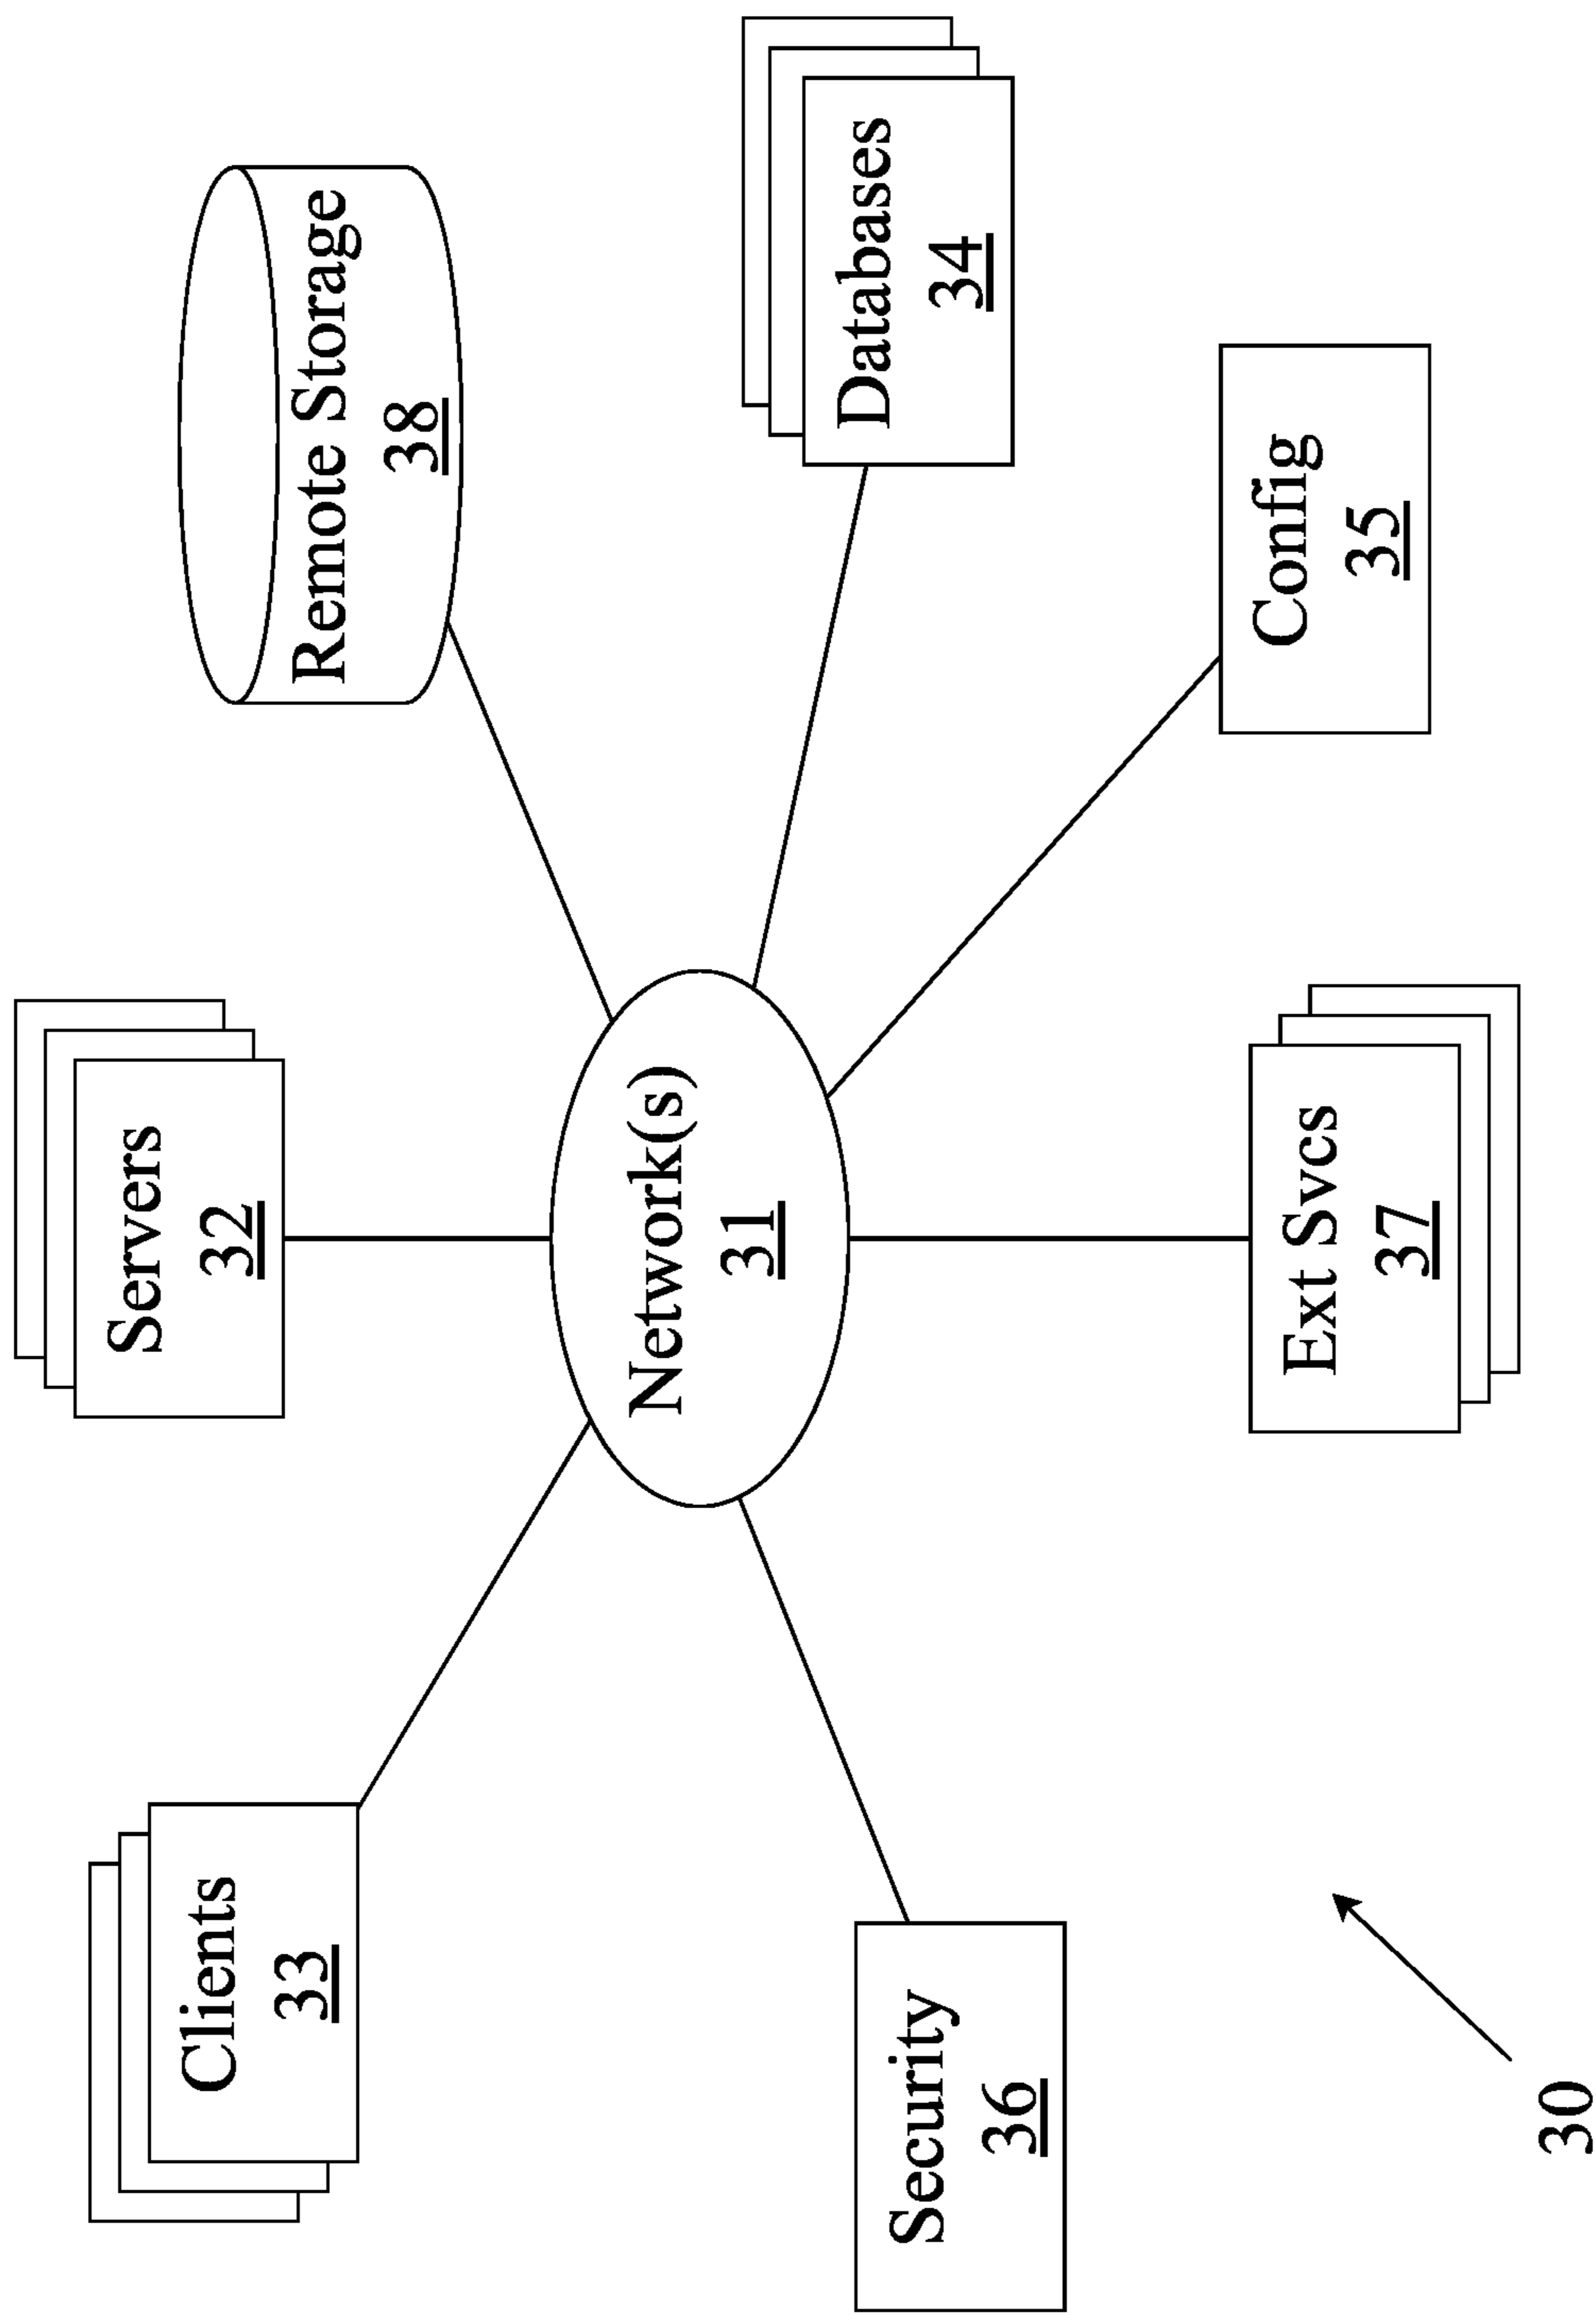 Servers
32
Clients
33
Remote Storage
38
Network(s)
31
Databases
34
Security
36
Ext Svcs
37
Config
35
30